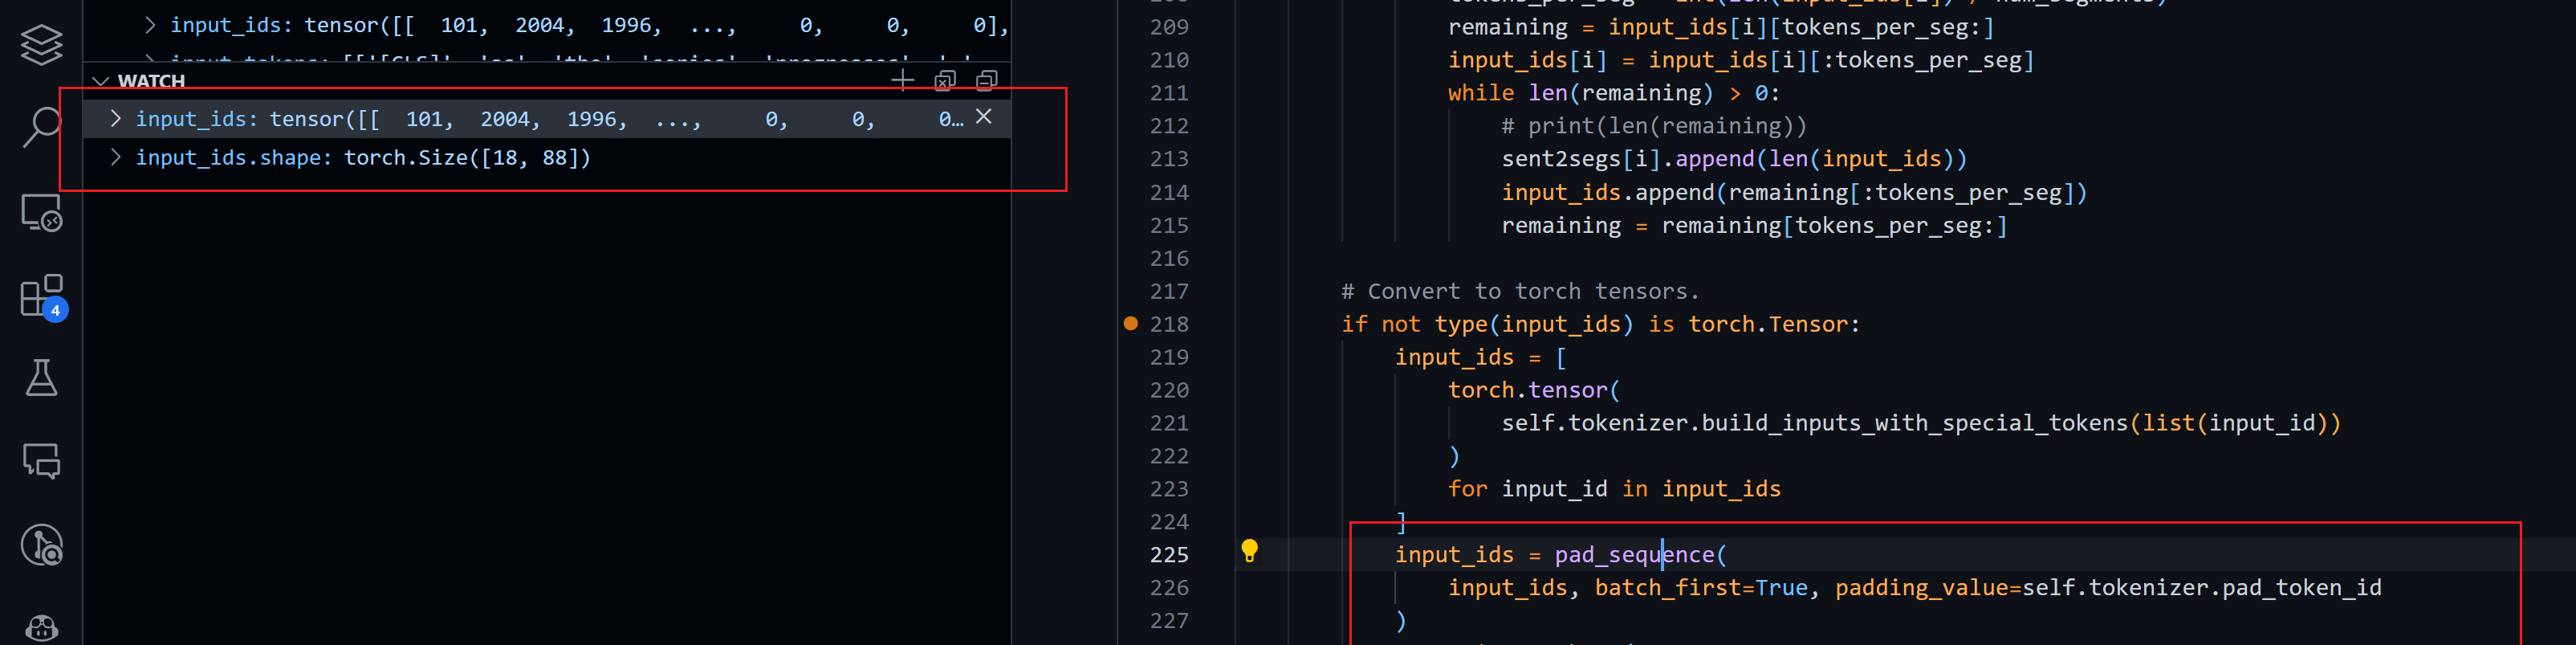 input_ids: tensor([[  101,  2004,  1996,  ...,     0,     0,     0],
WATCH
input_ids: tensor([[  101,  2004,  1996,  ...,     0,     0,     0…
input_ids.shape: torch.Size([18, 88])
4
209 remaining = input_ids[i][tokens_per_seg:]
210 input_ids[i] = input_ids[i][:tokens_per_seg]
211 while len(remaining) > 0:
212 # print(len(remaining))
213 sent2segs[i].append(len(input_ids))
214 input_ids.append(remaining[:tokens_per_seg])
215 remaining = remaining[tokens_per_seg:]
216
217 # Convert to torch tensors.
218 if not type(input_ids) is torch.Tensor:
219 input_ids = [
220 torch.tensor(
221 self.tokenizer.build_inputs_with_special_tokens(list(input_id))
222 )
223 for input_id in input_ids
224 ]
225 input_ids = pad_sequence(
226 input_ids, batch_first=True, padding_value=self.tokenizer.pad_token_id
227 )